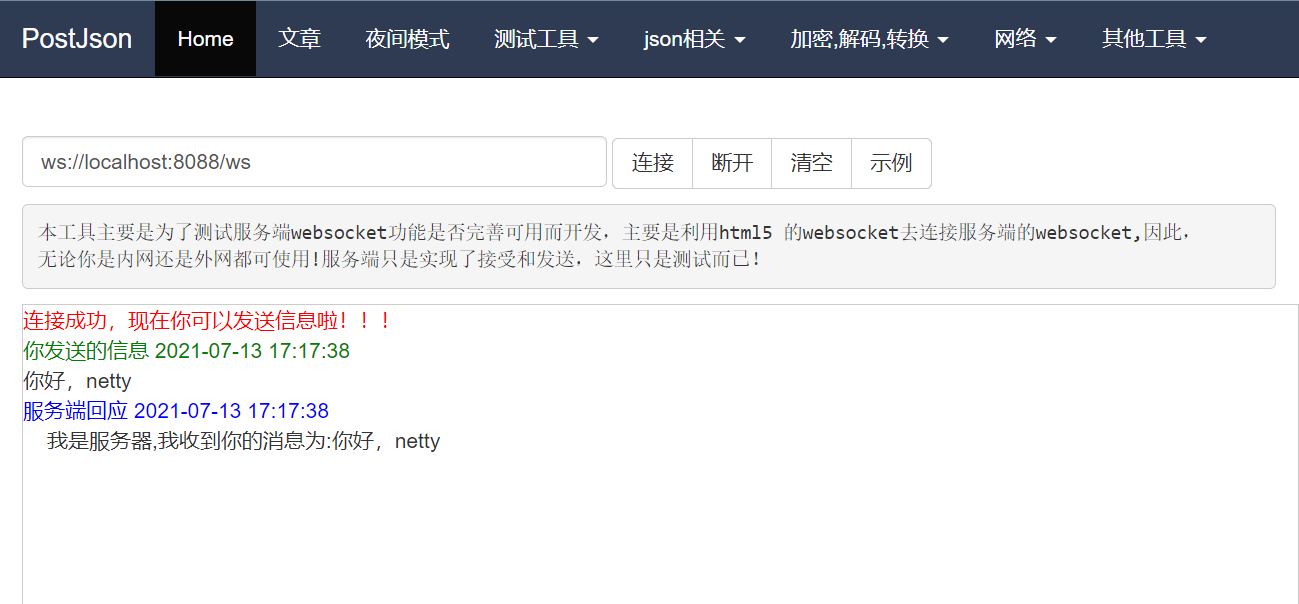 PostJson Home 文章 夜间模式 测试工具 json相关 加密,解码,转换 网络 其他工具
ws://localhost:8088/ws 连接 断开 清空 示例
本工具主要是为了测试服务端websocket功能是否完善可用而开发，主要是利用html5 的websocket去连接服务端的websocket,因此，
无论你是内网还是外网都可使用!服务端只是实现了接受和发送，这里只是测试而已!
连接成功，现在你可以发送信息啦！！！
你发送的信息 2021-07-13 17:17:38
你好，netty
服务端回应 2021-07-13 17:17:38
我是服务器,我收到你的消息为:你好，netty